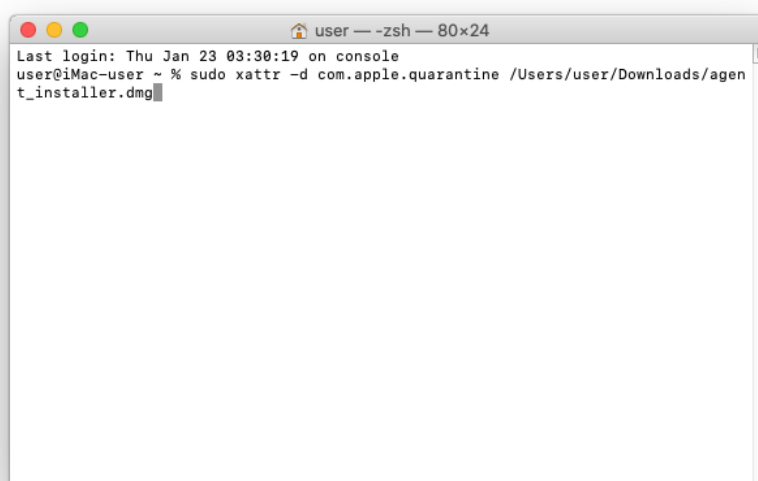 user — -zsh — 80×24
Last login: Thu Jan 23 03:30:19 on console
user@iMac-user ~ % sudo xattr -d com.apple.quarantine /Users/user/Downloads/agen
t_installer.dmg